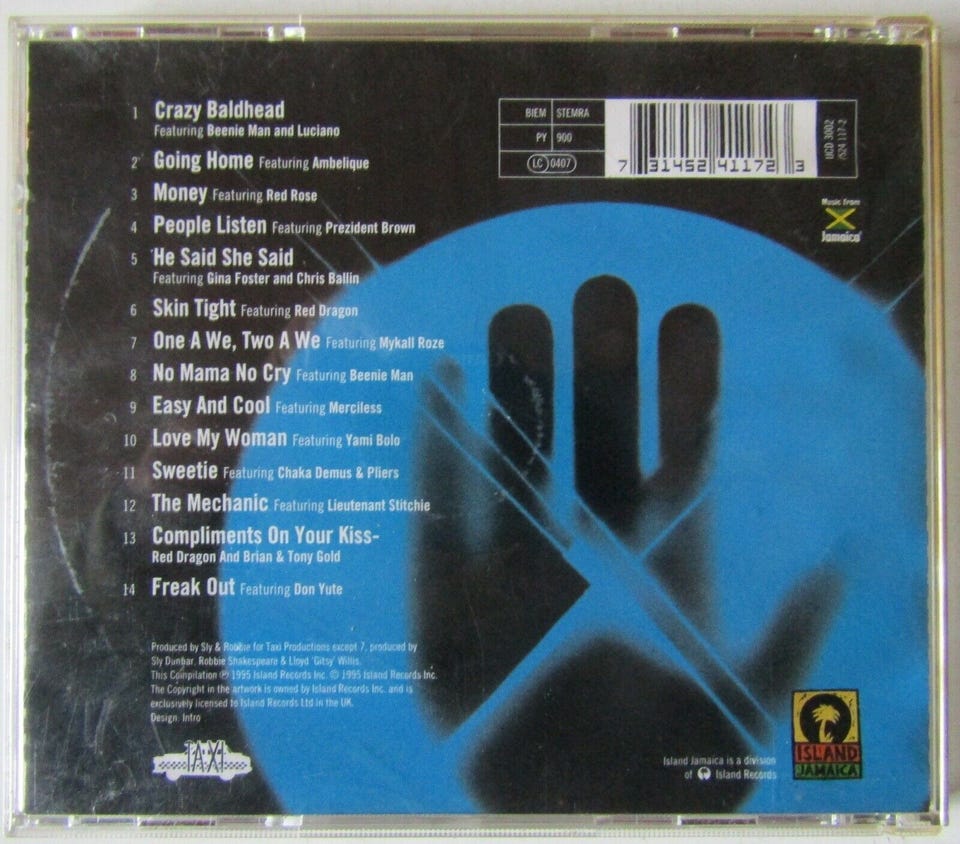 1 Crazy Baldhead
Featuring Beenie Man and Luciano
2 Going Home Featuring Ambelique
3 Money Featuring Red Rose
4 People Listen Featuring Prezident Brown
5 He Said She Said
Featuring Gina Foster and Chris Ballin
6 Skin Tight Featuring Red Dragon
7 One A We, Two A We Featuring Mykall Roze
8 No Mama No Cry Featuring Beenie Man
9 Easy And Cool Featuring Merciless
10 Love My Woman Featuring Yami Bolo
11 Sweetie Featuring Chaka Demus & Pliers
12 The Mechanic Featuring Lieutenant Stitchie
13 Compliments On Your Kiss-
Red Dragon And Brian & Tony Gold
14 Freak Out Featuring Don Yute
Produced by Sly & Robbie for Taxi Productions except 7, produced by
Sly Dunbar, Robbie Shakespeare & Lloyd 'Gitsy' Willis.
This Compilation ℗ 1995 Island Records Inc. © 1995 Island Records Inc.
The Copyright in the artwork is owned by Island Records Inc. and is
exclusively licensed to Island Records Ltd in the UK.
Design: Intro
TAXI
BIEM STEMRA
PY 900
LC 0407
7 31452 41172 3
IJCD 3002
/524 117-2
Music from
Jamaica
Island Jamaica is a division
of Island Records
ISLAND
JAMAICA